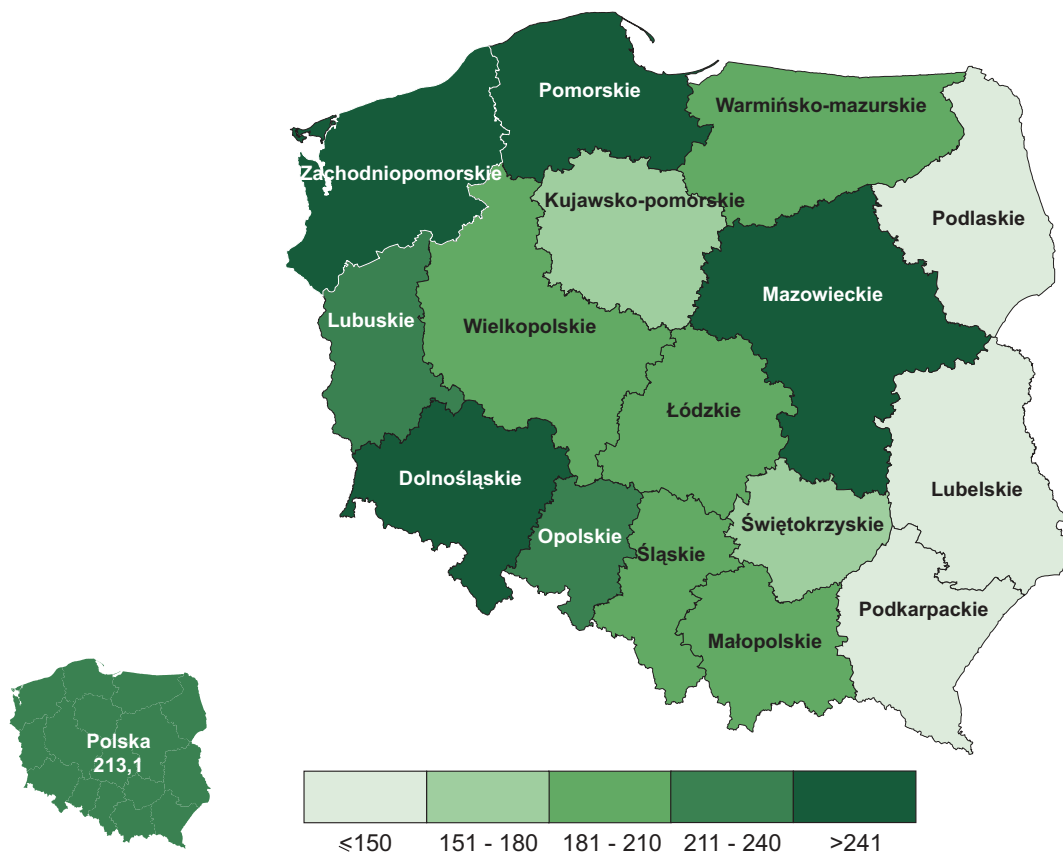 Pomorskie
Warmińsko-mazurskie
Zachodniopomorskie
Kujawsko-pomorskie
Podlaskie
Mazowieckie
Lubuskie
Wielkopolskie
Łódzkie
Dolnośląskie
Lubelskie
Świętokrzyskie
Opolskie
Śląskie
Podkarpackie
Małopolskie
Polska
213,1
⩽150 151 - 180 181 - 210 211 - 240 >241